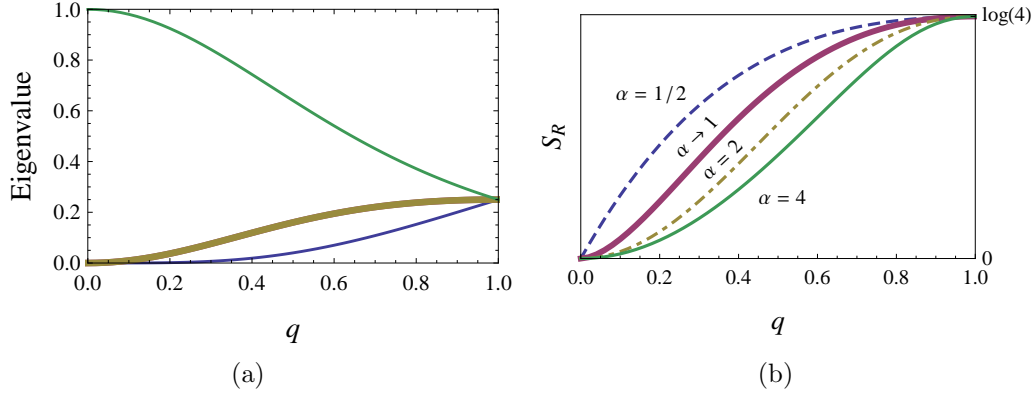 Eigenvalue
1.0
0.8
0.6
0.4
0.2
0.0
0.0 0.2 0.4 0.6 0.8 1.0
q
(a)
S_R
α = 1/2
α → 1
α = 2
α = 4
log(4)
0
0.0 0.2 0.4 0.6 0.8 1.0
q
(b)